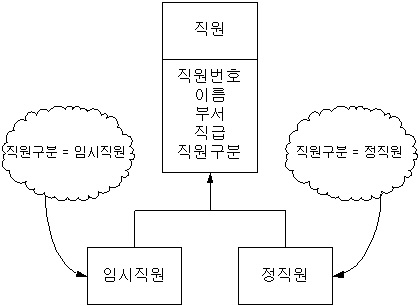 직원
직원번호
이름
부서
직급
직원구분
직원구분 = 임시직원
직원구분 = 정직원
임시직원
정직원